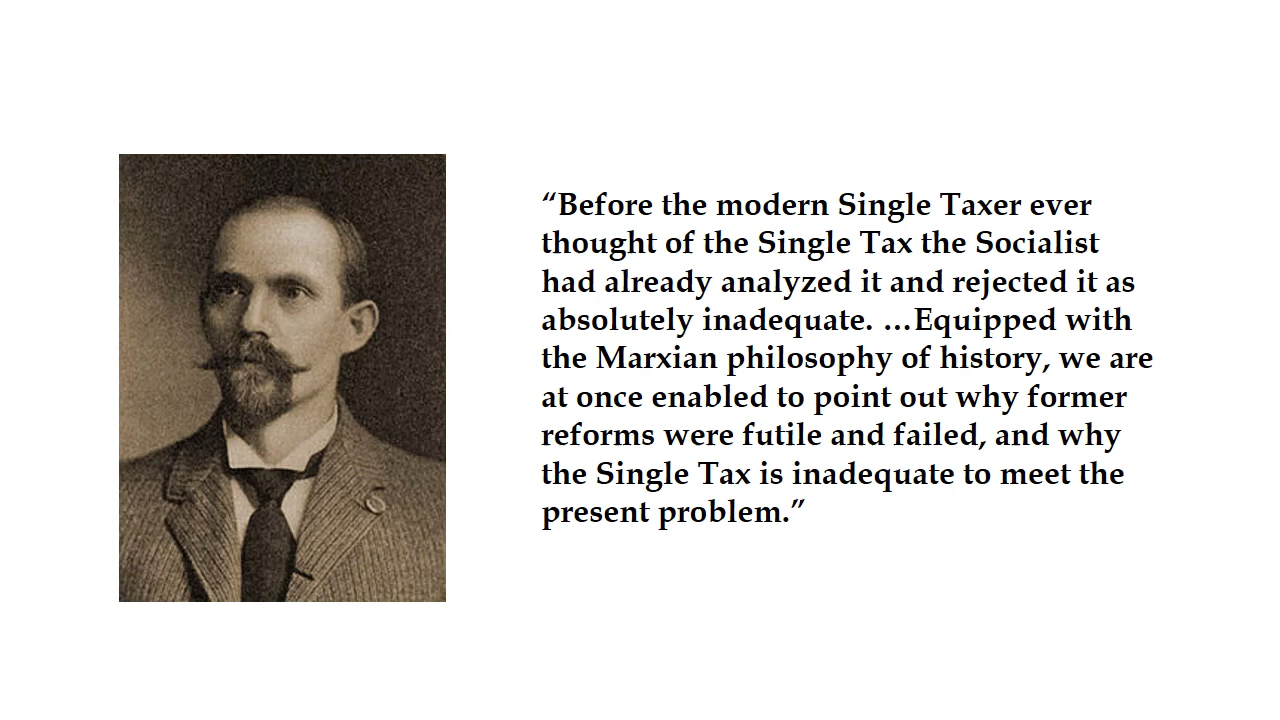 “Before the modern Single Taxer ever
thought of the Single Tax the Socialist
had already analyzed it and rejected it as
absolutely inadequate. …Equipped with
the Marxian philosophy of history, we are
at once enabled to point out why former
reforms were futile and failed, and why
the Single Tax is inadequate to meet the
present problem.”